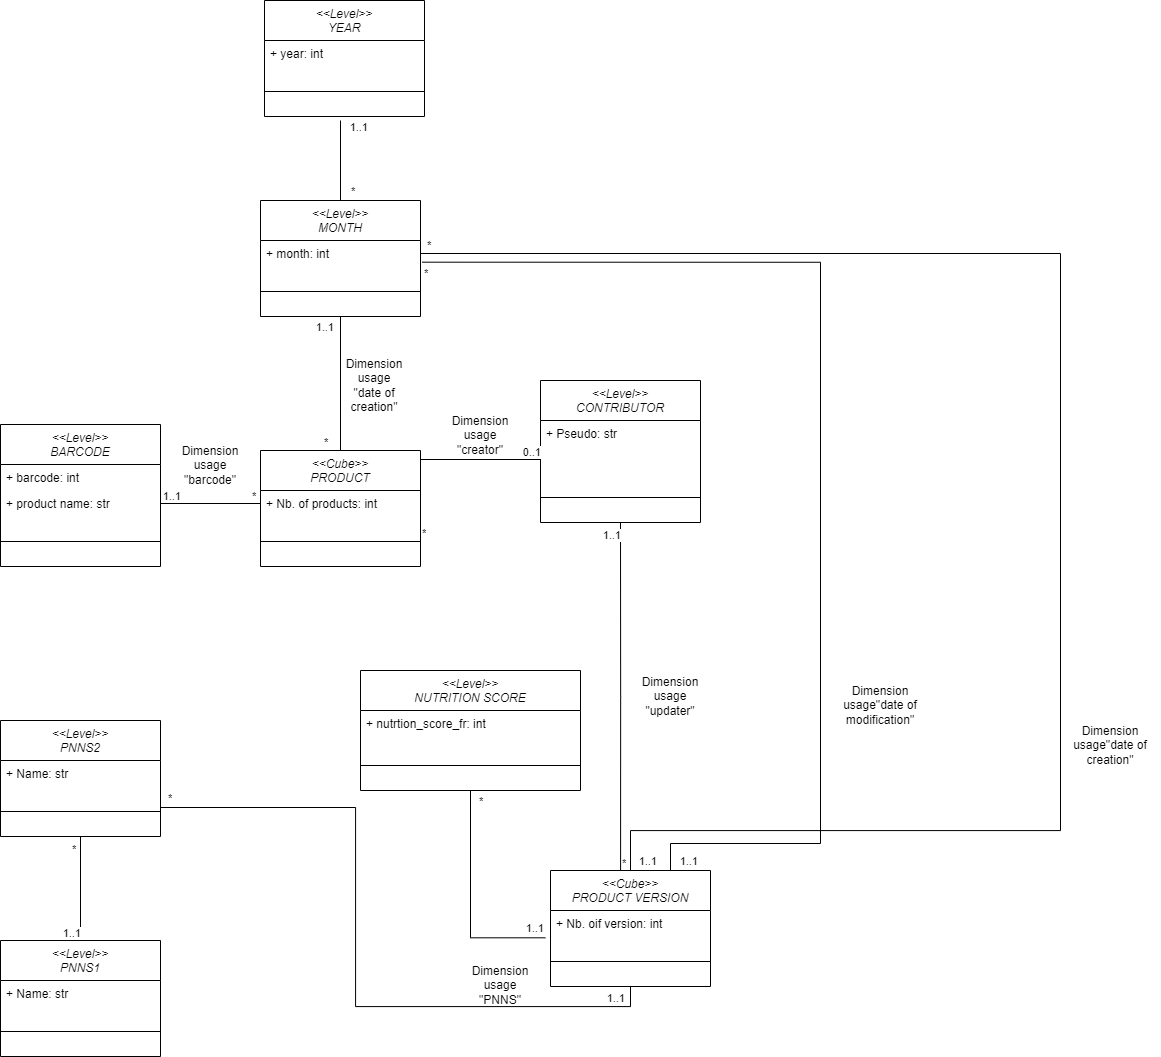 <<Level>>
YEAR
+ year: int
1..1
*
<<Level>>
MONTH
+ month: int
*
*
1..1
Dimension
usage
"date of
creation"
*
<<Level>>
CONTRIBUTOR
+ Pseudo: str
Dimension
usage
"creator"
0..1
<<Level>>
BARCODE
+ barcode: int
+ product name: str
Dimension
usage
"barcode"
1..1
*
<<Cube>>
PRODUCT
+ Nb. of products: int
*
1..1
Dimension
usage
"updater"
Dimension
usage"date of
modification"
Dimension
usage"date of
creation"
<<Level>>
NUTRITION SCORE
+ nutrtion_score_fr: int
*
<<Level>>
PNNS2
+ Name: str
*
*
1..1
<<Level>>
PNNS1
+ Name: str
*
1..1
1..1
<<Cube>>
PRODUCT VERSION
+ Nb. oif version: int
1..1
Dimension
usage
"PNNS"
1..1